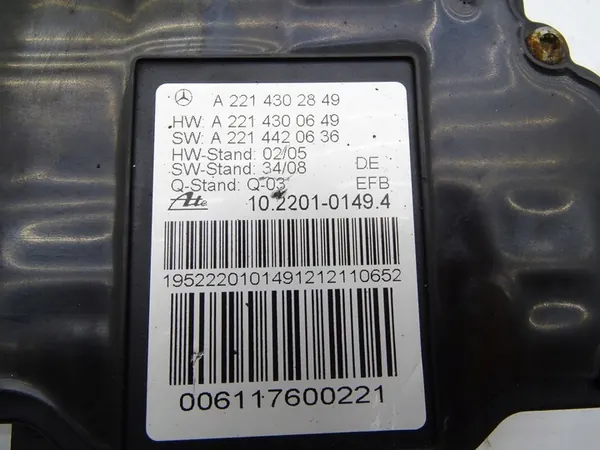 A 221 430 28 49
HW: A 221 430 06 49
SW: A 221 442 06 36
HW-Stand: 02/05
SW-Stand: 34/08 DE
Q-Stand: Q-03 EFB
Ate 10.2201-0149.4
1952220101491212110652
006117600221